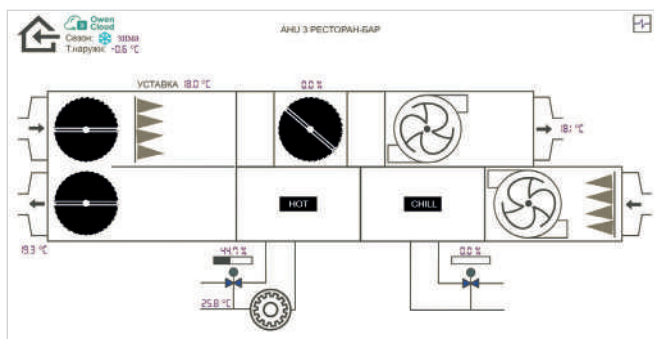 Owen
Cloud
Сезон: зима
Т.наружн: -0.6 °C
AHU 3 РЕСТОРАН-БАР
УСТАВКА 18.0 °C
0.0 %
18.1 °C
HOT
CHILL
19.3 °C
44.7 %
0.0 %
25.8 °C